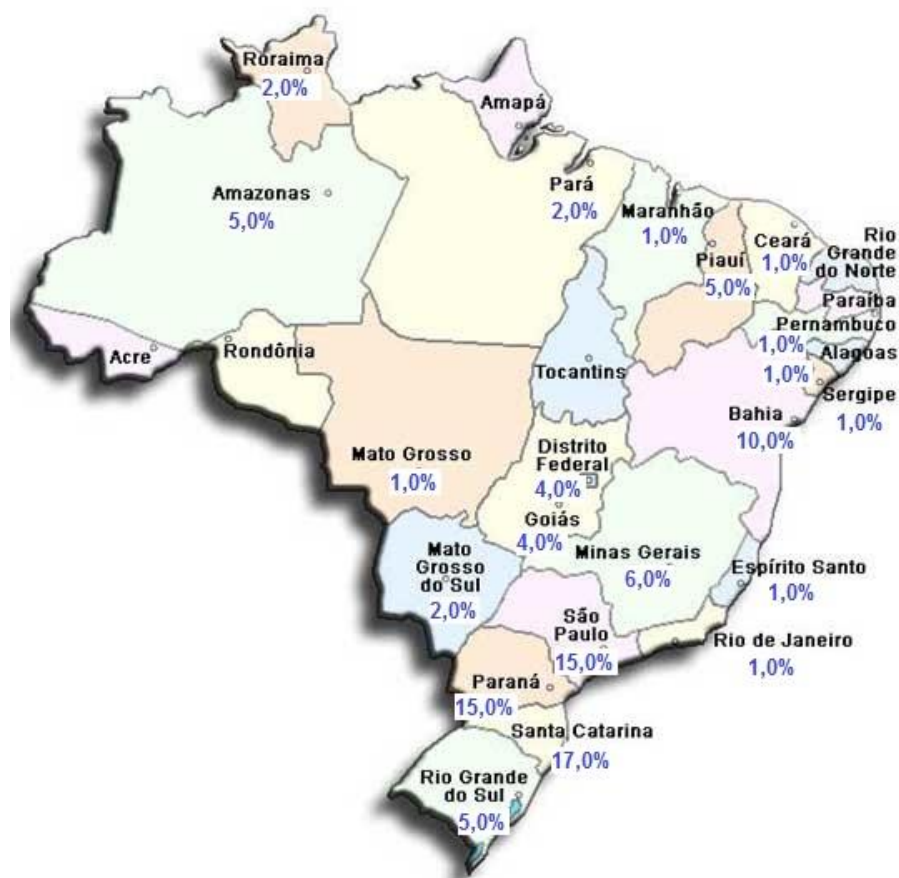 Roraima
2,0%
Amapá
Amazonas
5,0%
Pará
2,0%
Maranhão
1,0%
Piauí
5,0%
Ceará
1,0%
Rio
Grande
do Norte
Paraíba
Pernambuco
1,0%
Alagoas
1,0%
Sergipe
1,0%
Acre
Rondônia
Tocantins
Bahia
10,0%
Mato Grosso
1,0%
Distrito
Federal
4,0%
Goiás
4,0%
Minas Gerais
6,0%
Espírito Santo
1,0%
Mato
Grosso
do Sul
2,0%
São
Paulo
15,0%
Rio de Janeiro
1,0%
Paraná
15,0%
Santa Catarina
17,0%
Rio Grande
do Sul
5,0%